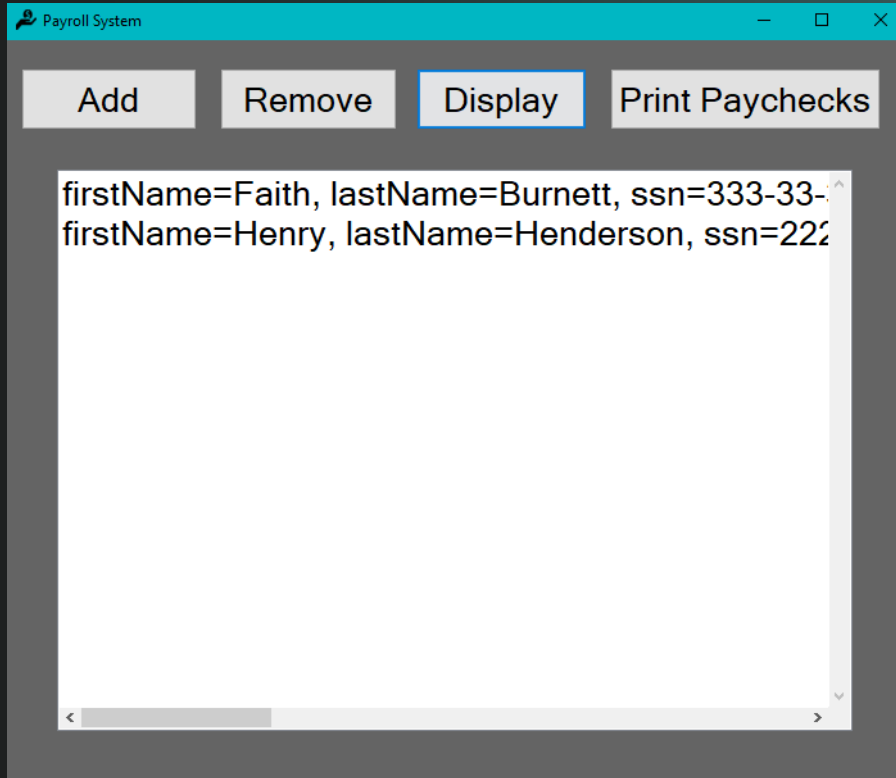 Payroll System
Add Remove Display Print Paychecks
firstName=Faith, lastName=Burnett, ssn=333-33-
firstName=Henry, lastName=Henderson, ssn=222